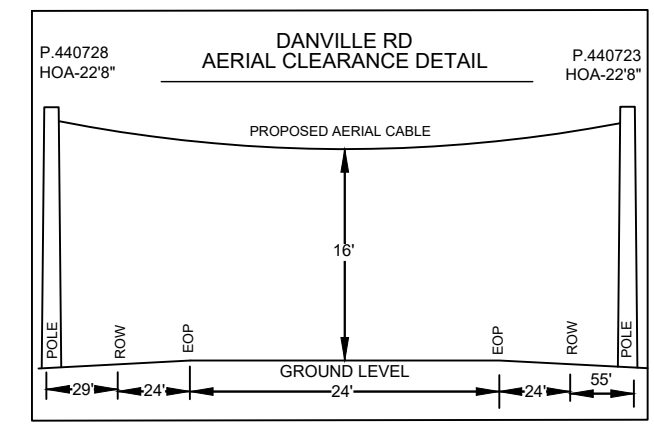 DANVILLE RD
AERIAL CLEARANCE DETAIL
P.440728
HOA-22'8"
P.440723
HOA-22'8"
PROPOSED AERIAL CABLE
16'
POLE
ROW
EOP
EOP
ROW
POLE
GROUND LEVEL
29'
24'
24'
24'
55'